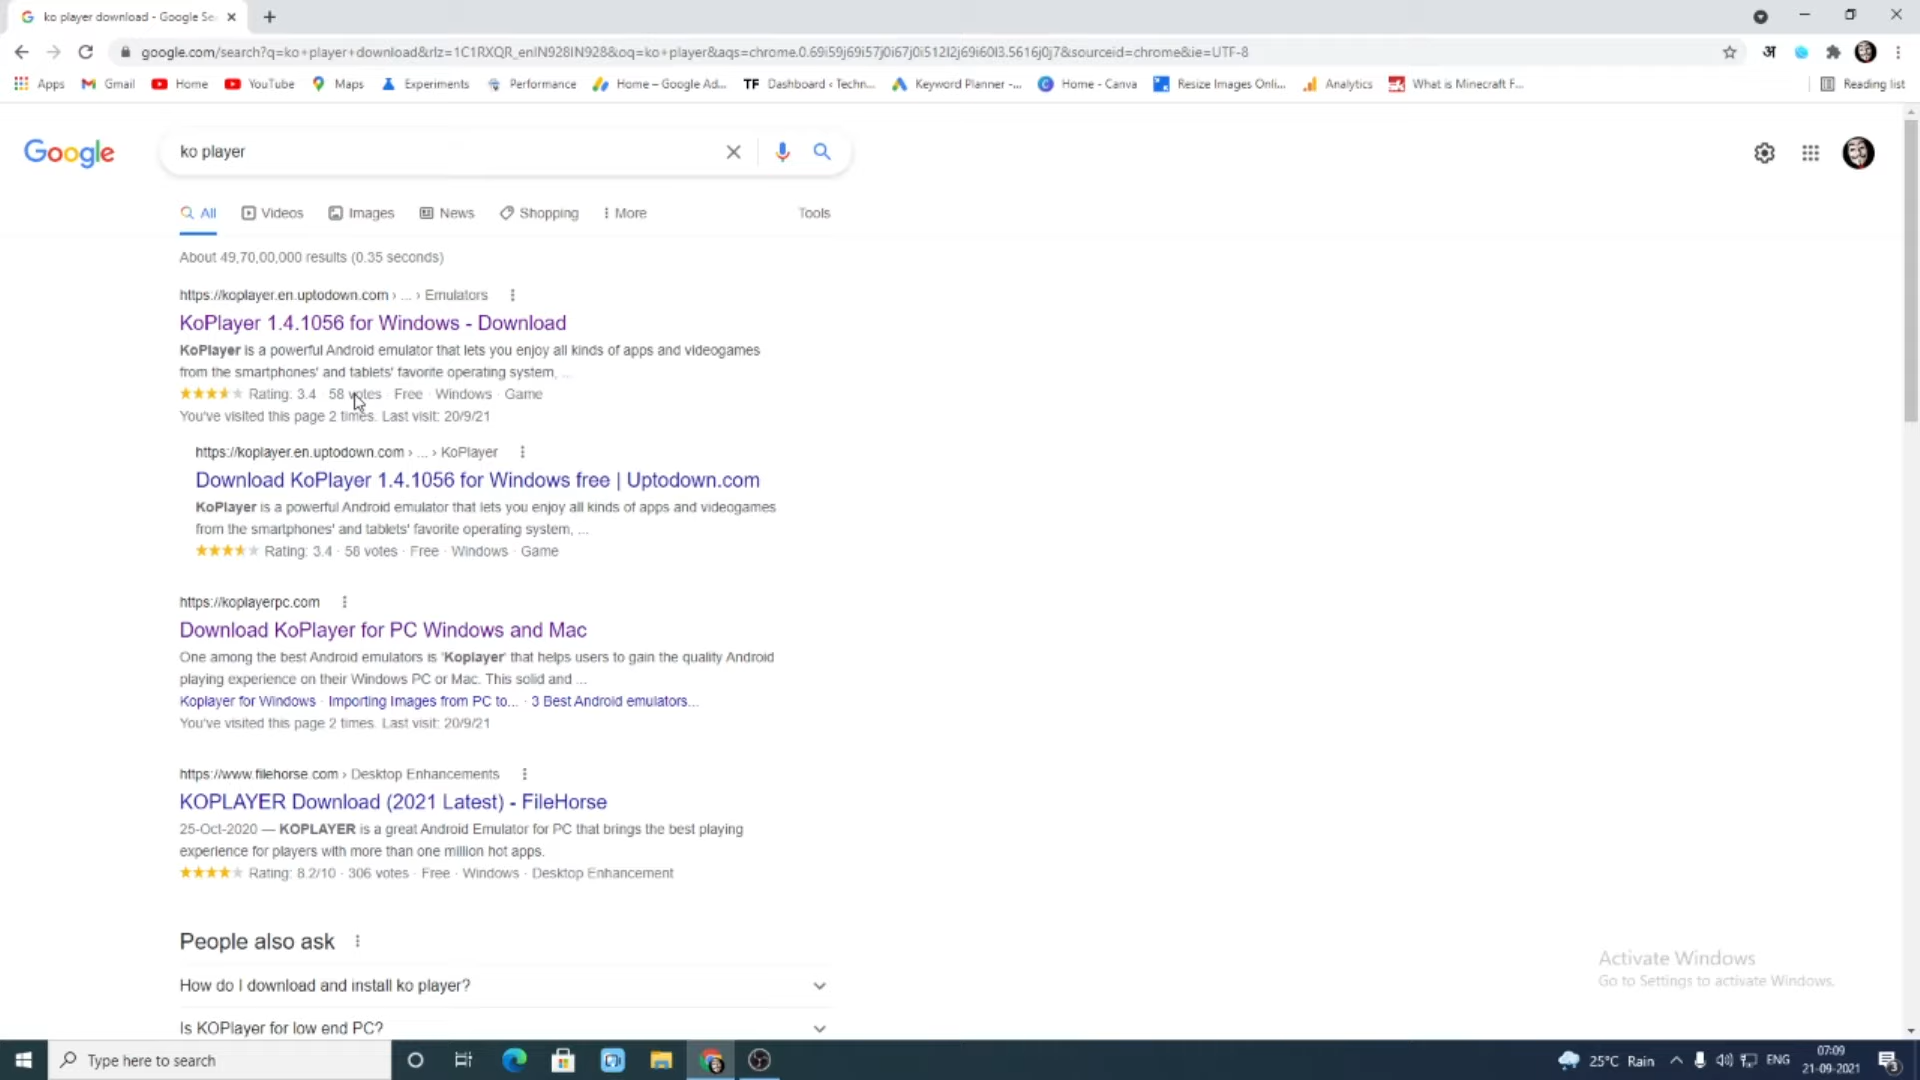 ko player download - Google Se
google.com/search?q=ko+player+download&rlz=1C1RXQR_enIN928IN928&oq=ko+player&aqs=chrome.0.69i59j69i57j0i67j0i512l2j69i60l3.5616j0j7&sourceid=chrome&ie=UTF-8
अ
Apps Gmail Home YouTube Maps Experiments Performance Home – Google Ad... TF Dashboard ‹ Techn... Keyword Planner -... Home - Canva Resize Images Onli... Analytics What is Minecraft F... Reading list
Google ko player
All Videos Images News Shopping More Tools
About 49,70,00,000 results (0.35 seconds)
https://koplayer.en.uptodown.com › ... › Emulators
KoPlayer 1.4.1056 for Windows - Download
KoPlayer is a powerful Android emulator that lets you enjoy all kinds of apps and videogames
from the smartphones' and tablets' favorite operating system, ...
Rating: 3.4 · 58 votes · Free · Windows · Game
You've visited this page 2 times. Last visit: 20/9/21
https://koplayer.en.uptodown.com › ... › KoPlayer
Download KoPlayer 1.4.1056 for Windows free | Uptodown.com
KoPlayer is a powerful Android emulator that lets you enjoy all kinds of apps and videogames
from the smartphones' and tablets' favorite operating system, ...
Rating: 3.4 · 58 votes · Free · Windows · Game
https://koplayerpc.com
Download KoPlayer for PC Windows and Mac
One among the best Android emulators is 'Koplayer' that helps users to gain the quality Android
playing experience on their Windows PC or Mac. This solid and ...
Koplayer for Windows · Importing Images from PC to... · 3 Best Android emulators...
You've visited this page 2 times. Last visit: 20/9/21
https://www.filehorse.com › Desktop Enhancements
KOPLAYER Download (2021 Latest) - FileHorse
25-Oct-2020 — KOPLAYER is a great Android Emulator for PC that brings the best playing
experience for players with more than one million hot apps.
Rating: 8.2/10 · 306 votes · Free · Windows · Desktop Enhancement
People also ask
How do I download and install ko player?
Is KOPlayer for low end PC?
Activate Windows
Go to Settings to activate Windows.
Type here to search
25°C Rain ENG
07:09
21-09-2021
3